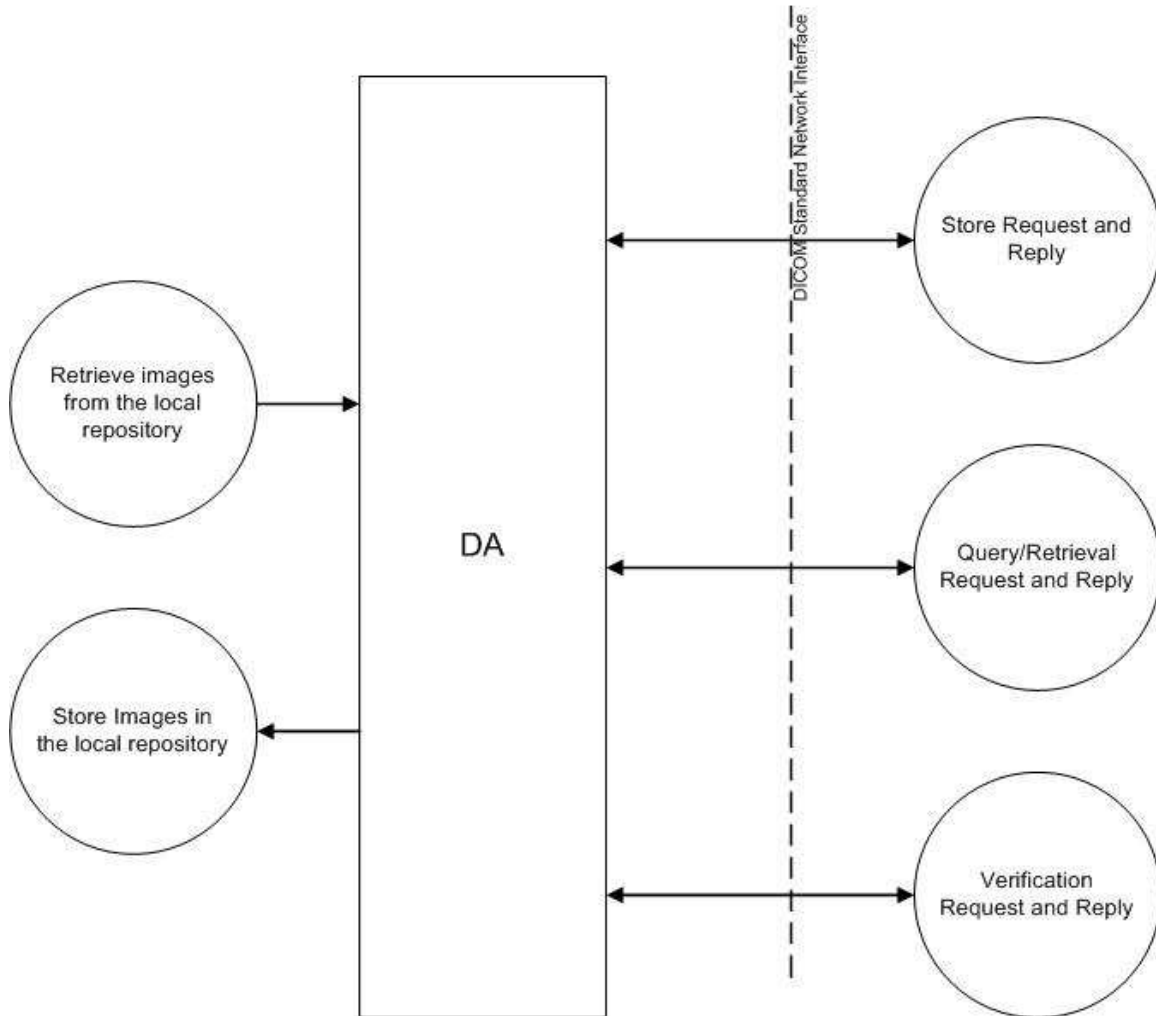 DICOM Standard Network Interface
Store Request and
Reply
Retrieve images
from the local
repository
DA
Query/Retrieval
Request and Reply
Store Images in
the local repository
Verification
Request and Reply